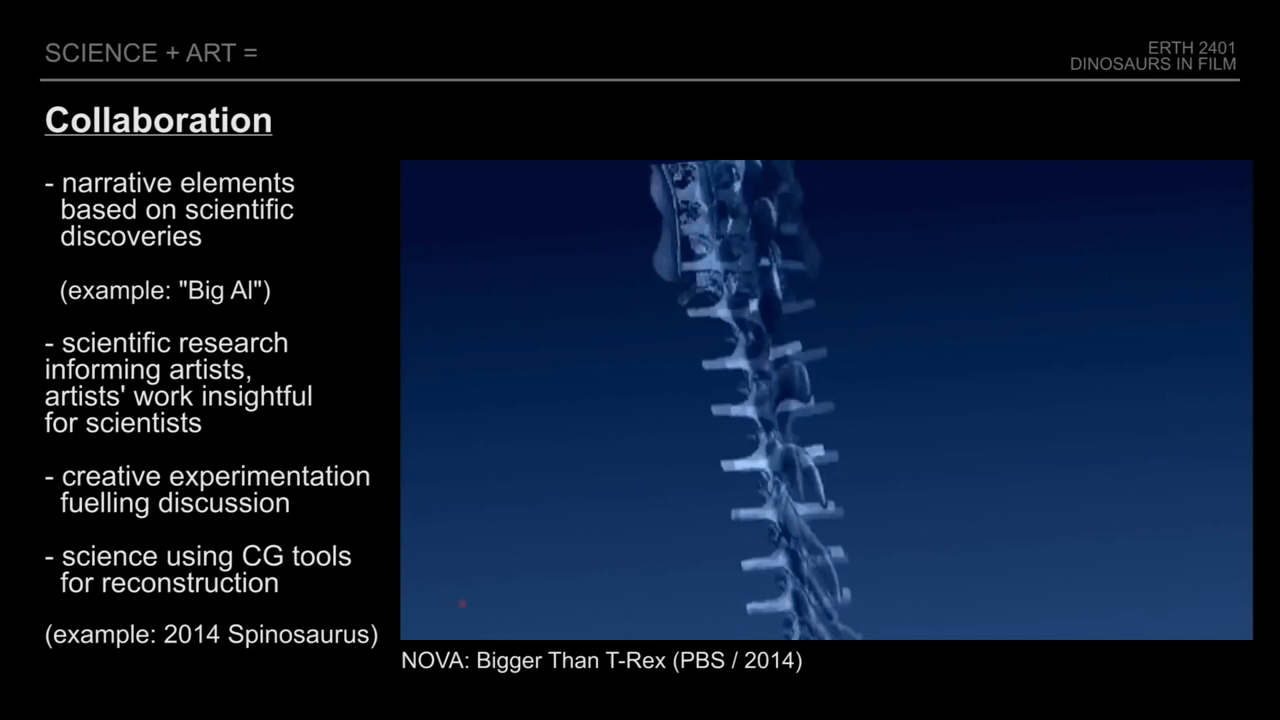 SCIENCE + ART =
ERTH 2401
DINOSAURS IN FILM
Collaboration
- narrative elements
based on scientific
discoveries
(example: "Big Al")
- scientific research
informing artists,
artists' work insightful
for scientists
- creative experimentation
fuelling discussion
- science using CG tools
for reconstruction
(example: 2014 Spinosaurus)
NOVA: Bigger Than T-Rex (PBS / 2014)